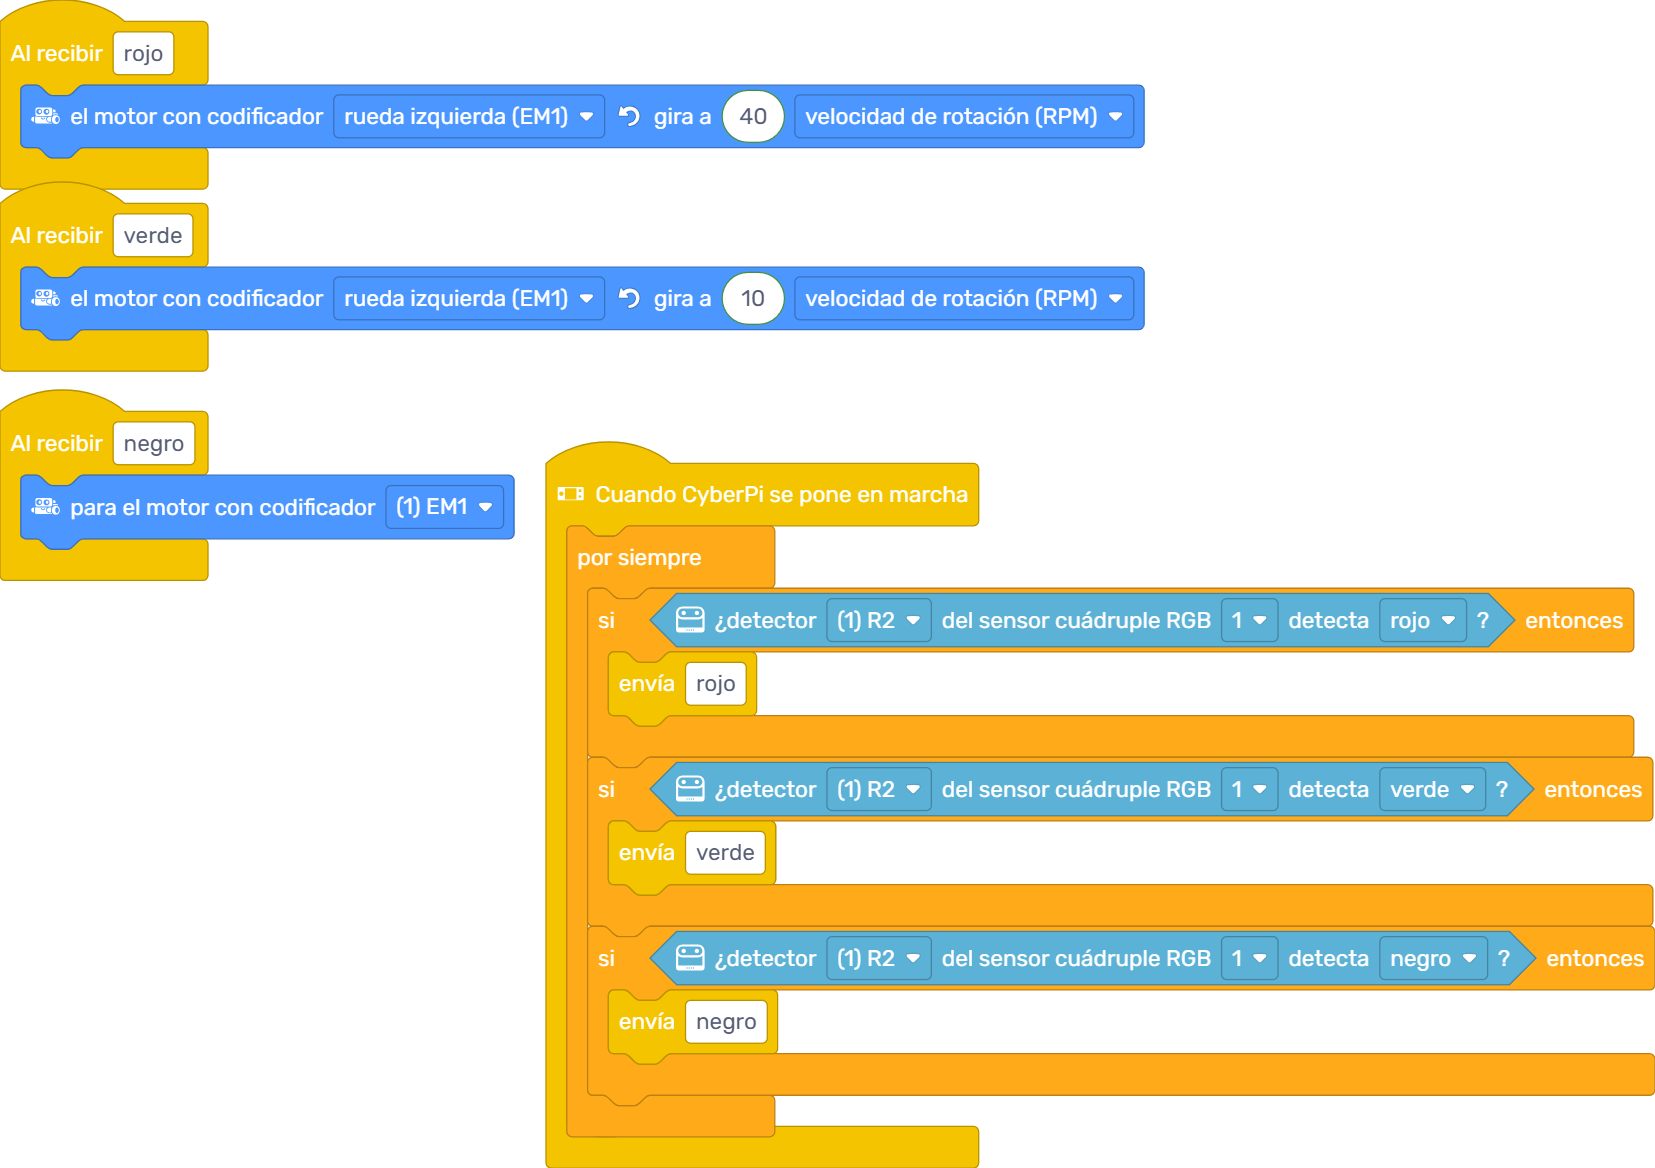 Al recibir rojo
el motor con codificador rueda izquierda (EM1) gira a 40 velocidad de rotación (RPM)
Al recibir verde
el motor con codificador rueda izquierda (EM1) gira a 10 velocidad de rotación (RPM)
Al recibir negro
para el motor con codificador (1) EM1
Cuando CyberPi se pone en marcha
por siempre
si ¿detector (1) R2 del sensor cuádruple RGB 1 detecta rojo ? entonces
envía rojo
si ¿detector (1) R2 del sensor cuádruple RGB 1 detecta verde ? entonces
envía verde
si ¿detector (1) R2 del sensor cuádruple RGB 1 detecta negro ? entonces
envía negro